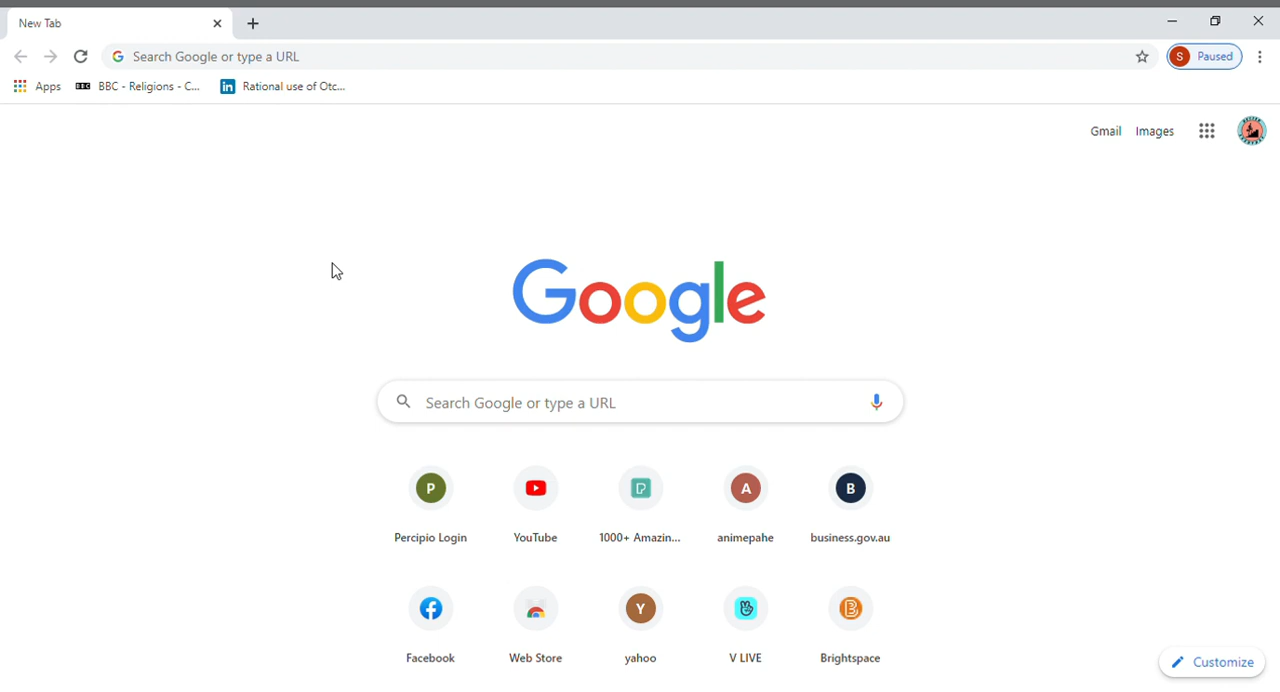 New Tab
Search Google or type a URL
S Paused
Apps BBC BBC - Religions - C... in Rational use of Otc...
Gmail Images
Google
Search Google or type a URL
P A B
Percipio Login YouTube 1000+ Amazin... animepahe business.gov.au
Y
Facebook Web Store yahoo V LIVE Brightspace
Customize